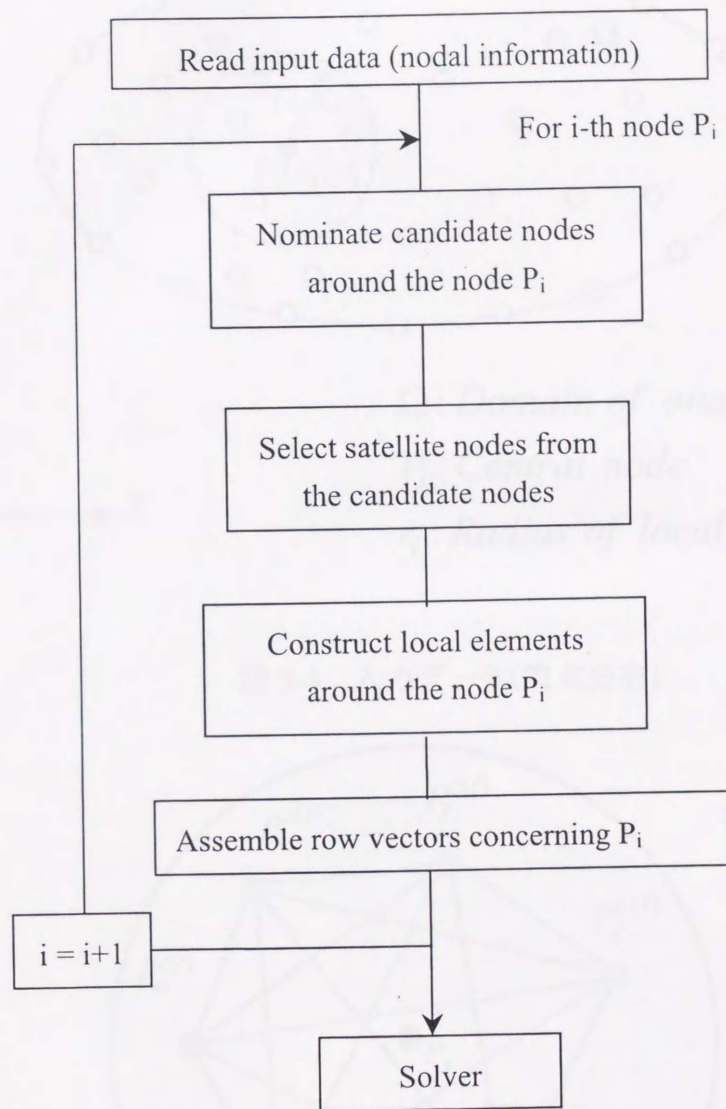 Read input data (nodal information)
For i-th node Pᵢ
Nominate candidate nodes
around the node Pᵢ
Select satellite nodes from
the candidate nodes
Construct local elements
around the node Pᵢ
Assemble row vectors concerning Pᵢ
i = i+1
Solver